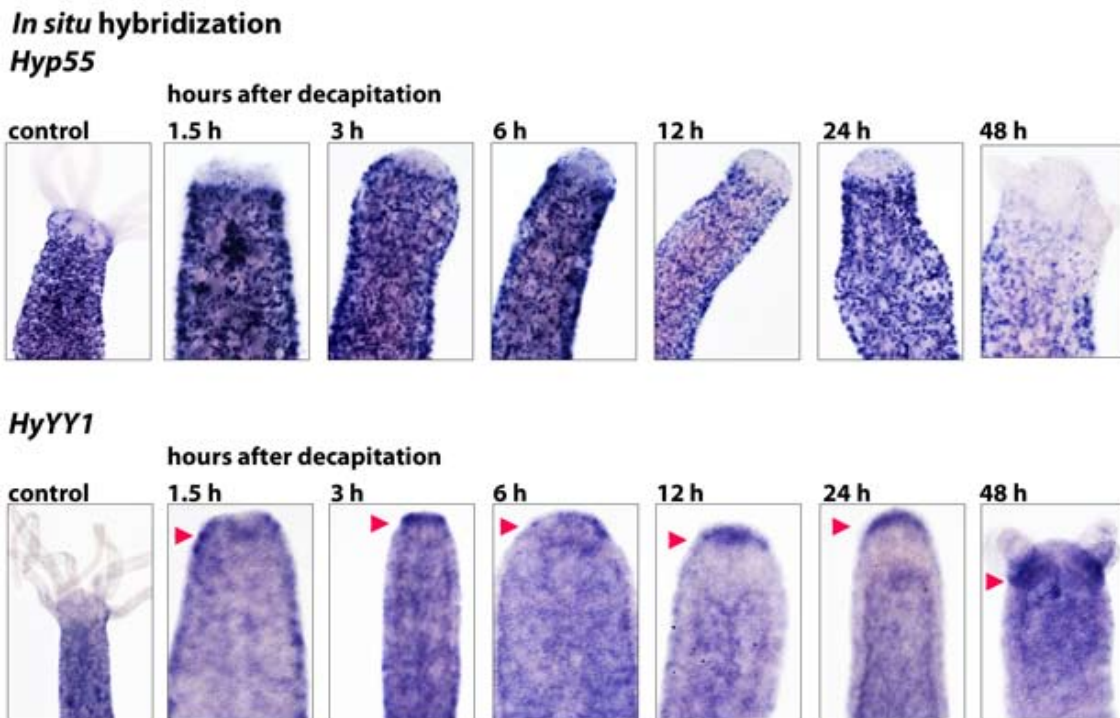 In situ hybridization
Hyp55
hours after decapitation
control 1.5 h 3 h 6 h 12 h 24 h 48 h
HyYY1
hours after decapitation
control 1.5 h 3 h 6 h 12 h 24 h 48 h